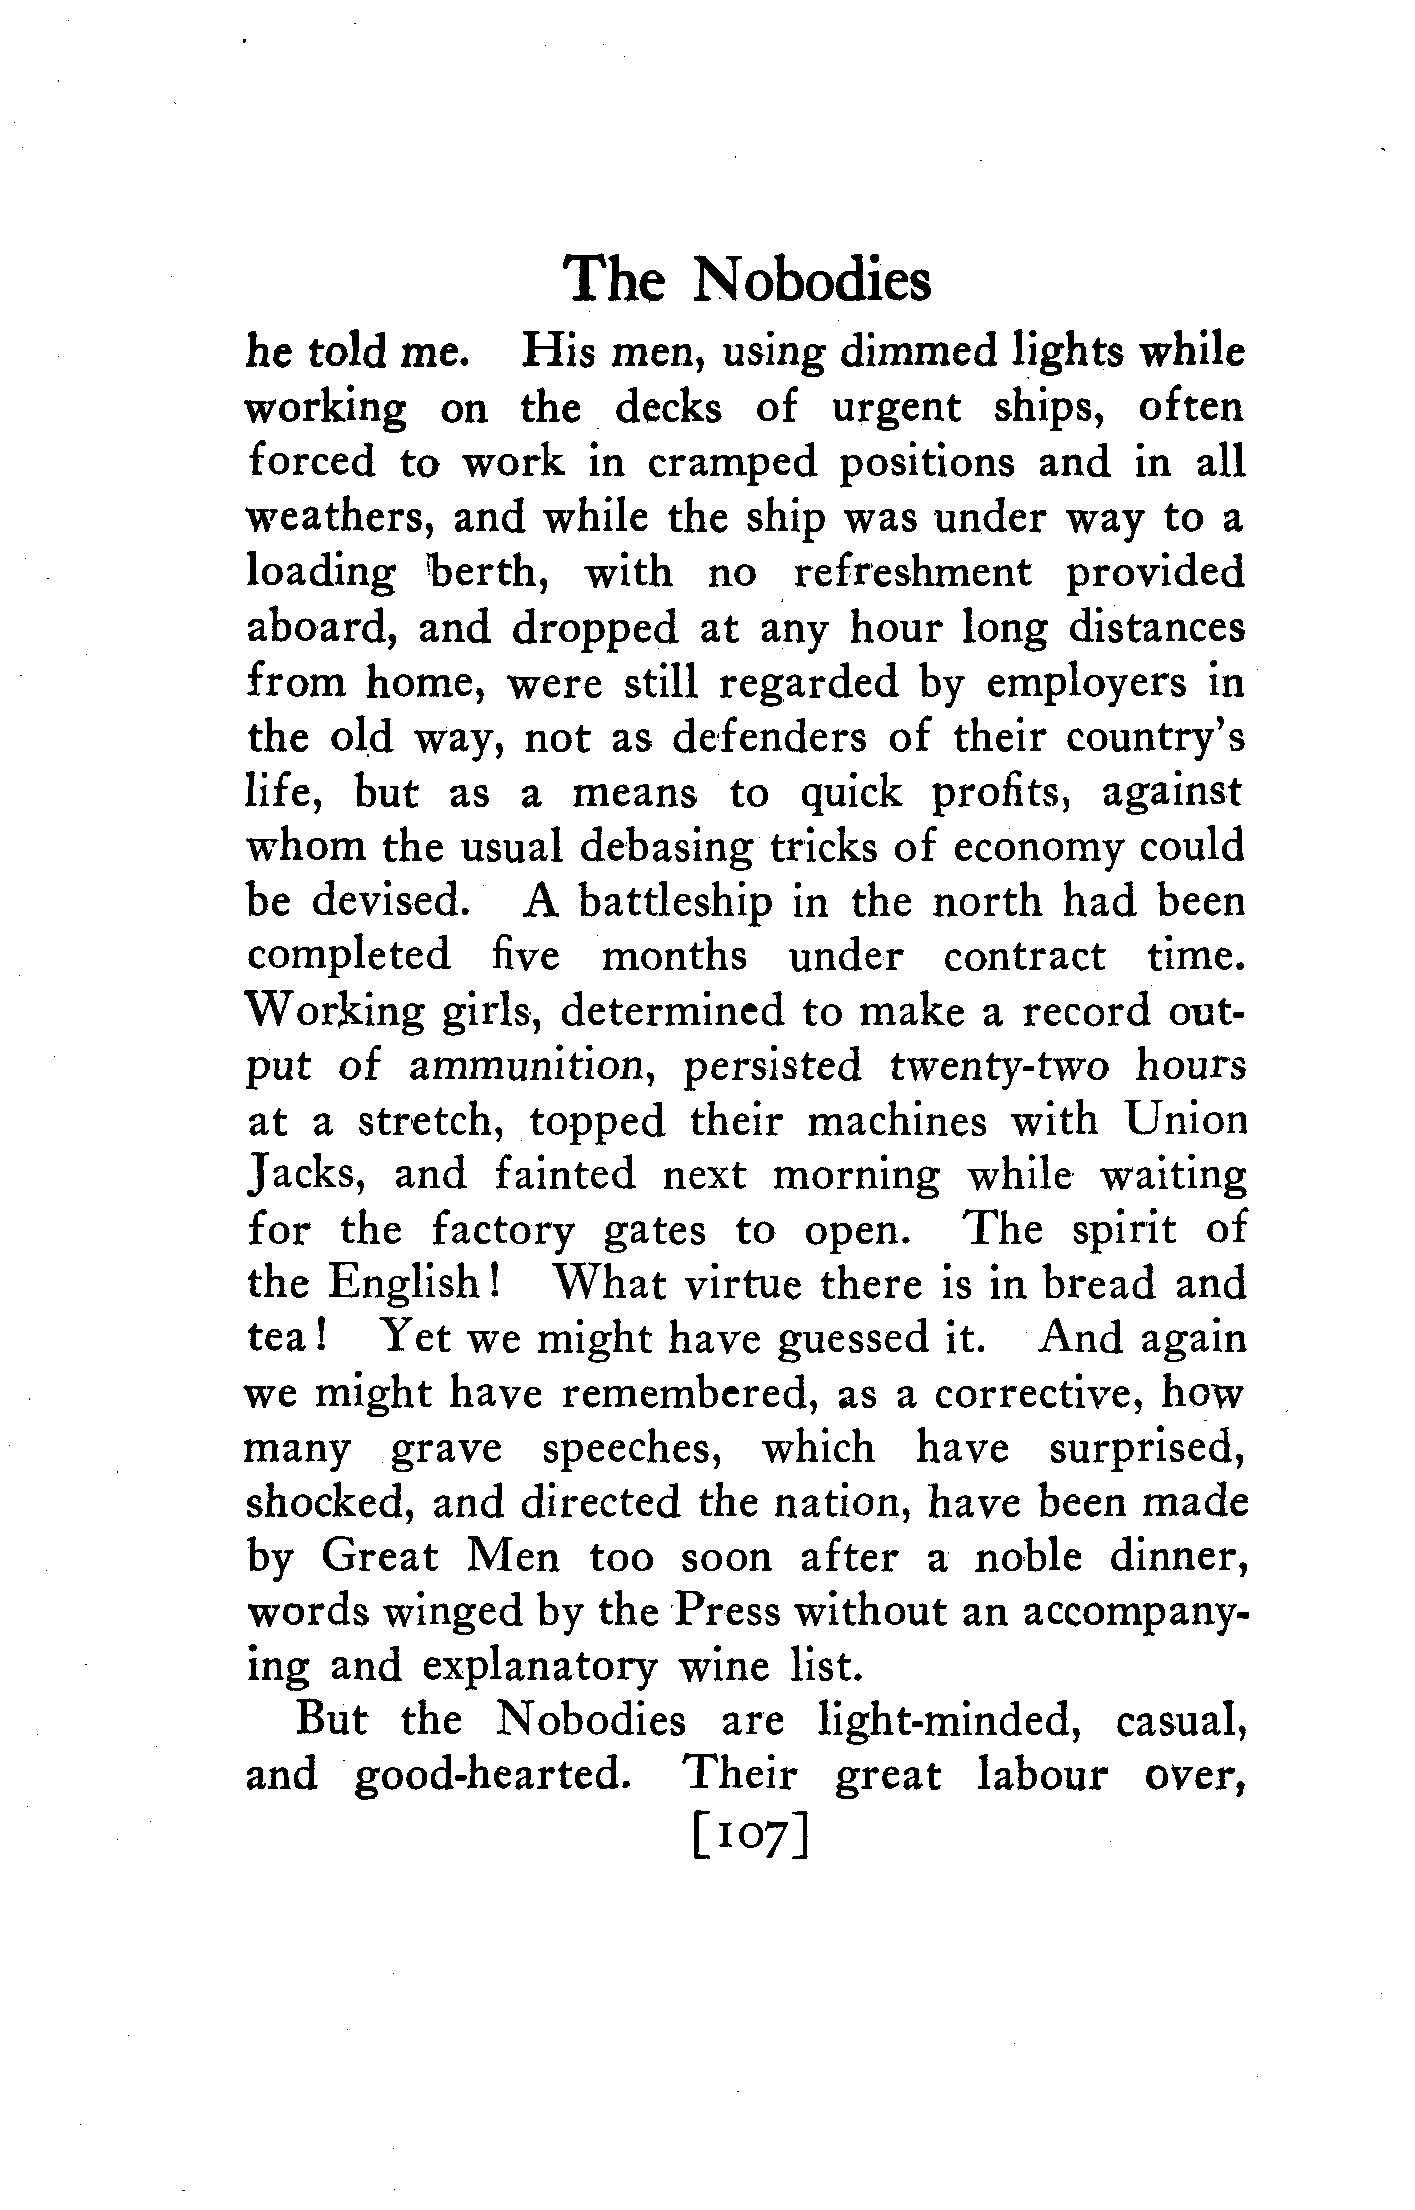 The Nobodies
he told me. His men, using dimmed lights while
working on the decks of urgent ships, often
forced to work in cramped positions and in all
weathers, and while the ship was under way to a
loading berth, with no refreshment provided
aboard, and dropped at any hour long distances
from home, were still regarded by employers in
the old way, not as defenders of their country's
life, but as a means to quick profits, against
whom the usual debasing tricks of economy could
be devised. A battleship in the north had been
completed five months under contract time.
Working girls, determined to make a record out-
put of ammunition, persisted twenty-two hours
at a stretch, topped their machines with Union
Jacks, and fainted next morning while waiting
for the factory gates to open. The spirit of
the English! What virtue there is in bread and
tea! Yet we might have guessed it. And again
we might have remembered, as a corrective, how
many grave speeches, which have surprised,
shocked, and directed the nation, have been made
by Great Men too soon after a noble dinner,
words winged by the Press without an accompany-
ing and explanatory wine list.
But the Nobodies are light-minded, casual,
and good-hearted. Their great labour over,
[107]